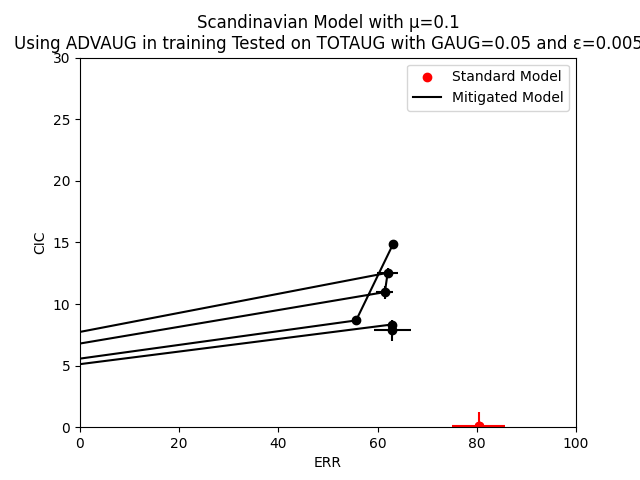 Scandinavian Model with μ=0.1
Using ADVAUG in training Tested on TOTAUG with GAUG=0.05 and ε=0.005
30
25
20
15
10
5
0
CIC
Standard Model
Mitigated Model
0 20 40 60 80 100
ERR